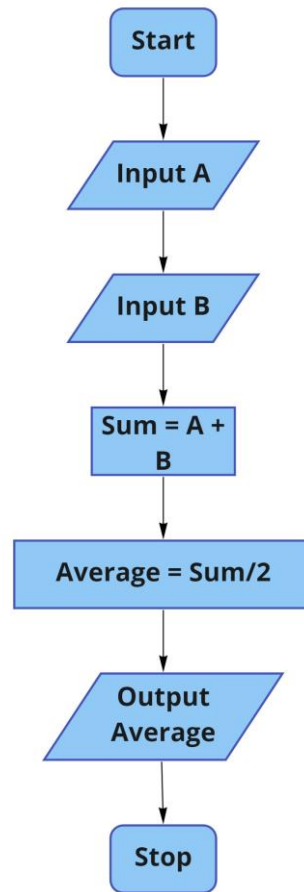 Start
Input A
Input B
Sum = A +
B
Average = Sum/2
Output
Average
Stop